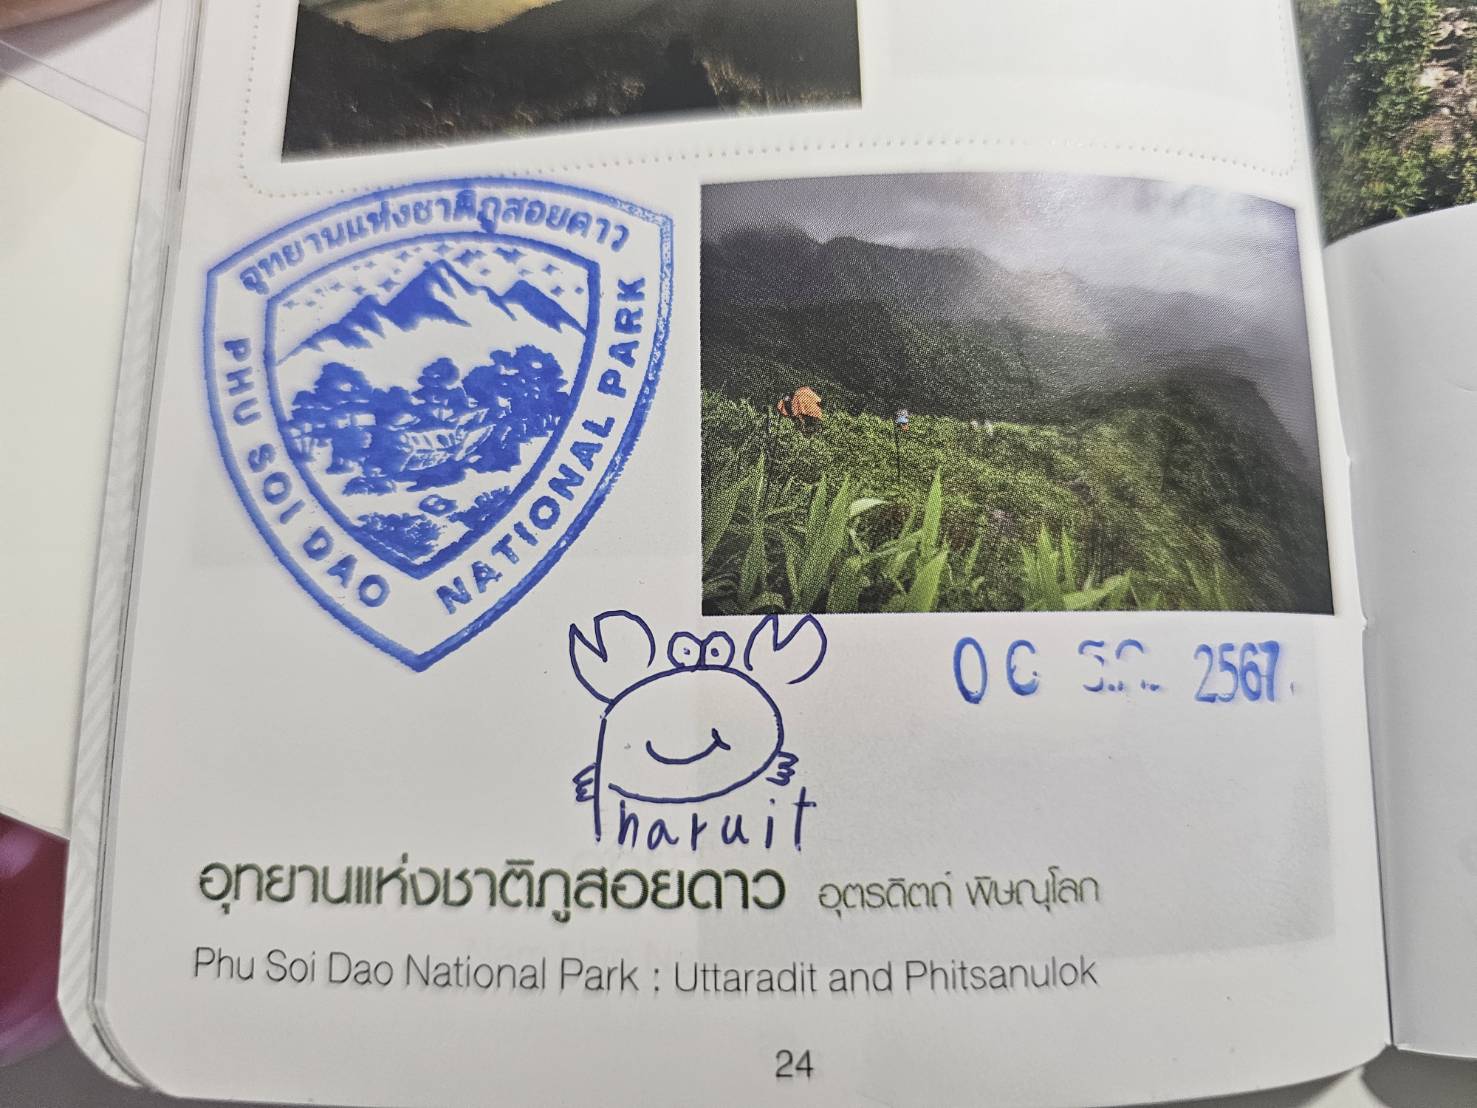 อุทยานแห่งชาติภูสอยดาว
PHU SOI DAO NATIONAL PARK
2567
Tharuit
อุทยานแห่งชาติภูสอยดาว อุตรดิตถ์ พิษณุโลก
Phu Soi Dao National Park : Uttaradit and Phitsanulok
24